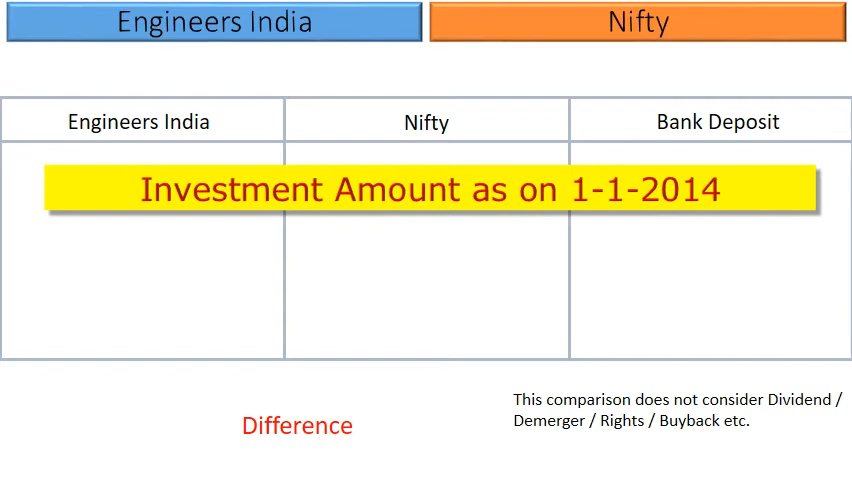 Engineers India
Nifty
Engineers India
Nifty
Bank Deposit
Investment Amount as on 1-1-2014
This comparison does not consider Dividend /
Demerger / Rights / Buyback etc.
Difference